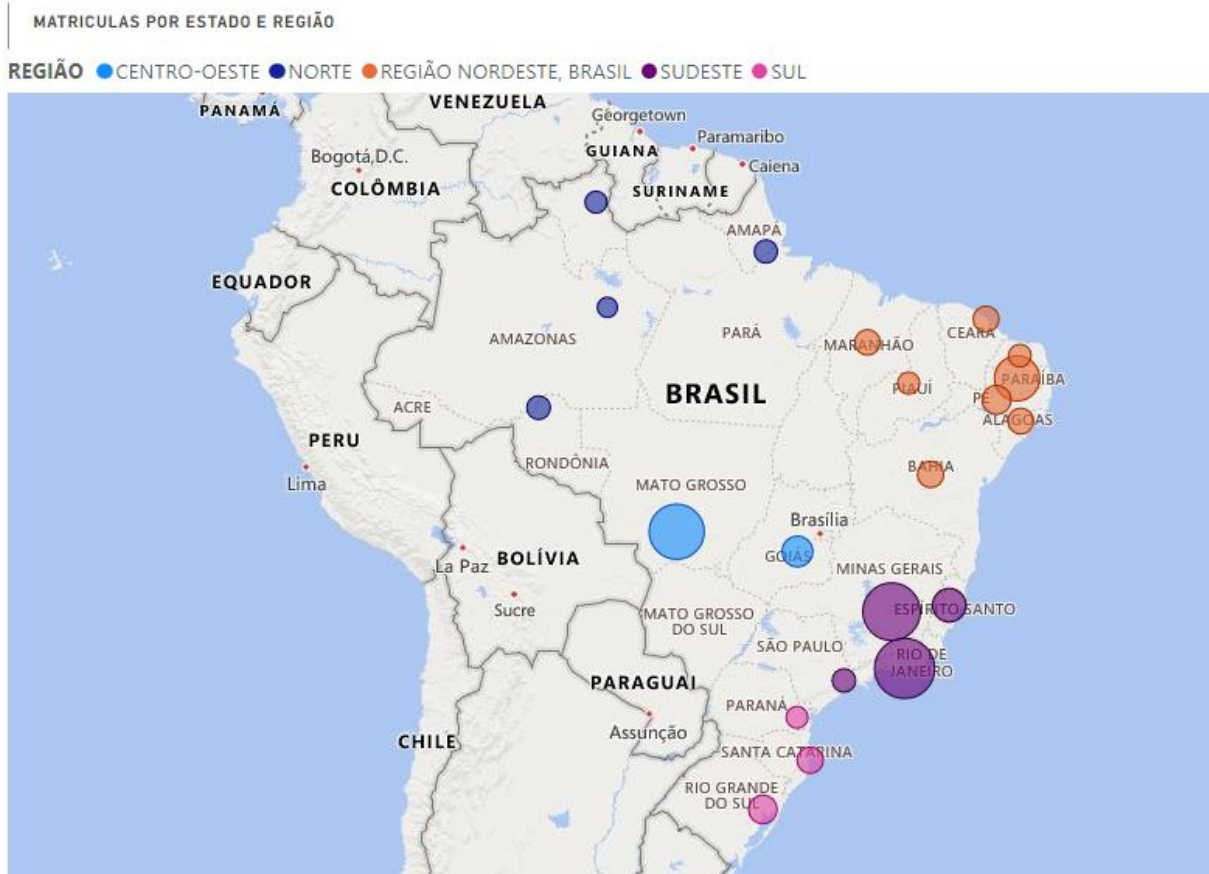 MATRICULAS POR ESTADO E REGIÃO
REGIÃO CENTRO-OESTE NORTE REGIÃO NORDESTE, BRASIL SUDESTE SUL
PANAMÁ
VENEZUELA
Georgetown
Paramaribo
Bogotá,D.C.
GUIANA
Caiena
COLÔMBIA
SURINAME
AMAPÁ
EQUADOR
AMAZONAS
PARÁ
MARANHÃO
CEARÁ
BRASIL
PIAUÍ
PARAÍBA
PE
ACRE
ALAGOAS
PERU
RONDÔNIA
BAHIA
Lima
MATO GROSSO
Brasília
La Paz
BOLÍVIA
GOIÁS
MINAS GERAIS
Sucre
MATO GROSSO
DO SUL
ESPÍRITO SANTO
SÃO PAULO
RIO DE
JANEIRO
PARAGUAI
PARANÁ
Assunção
CHILE
SANTA CATARINA
RIO GRANDE
DO SUL